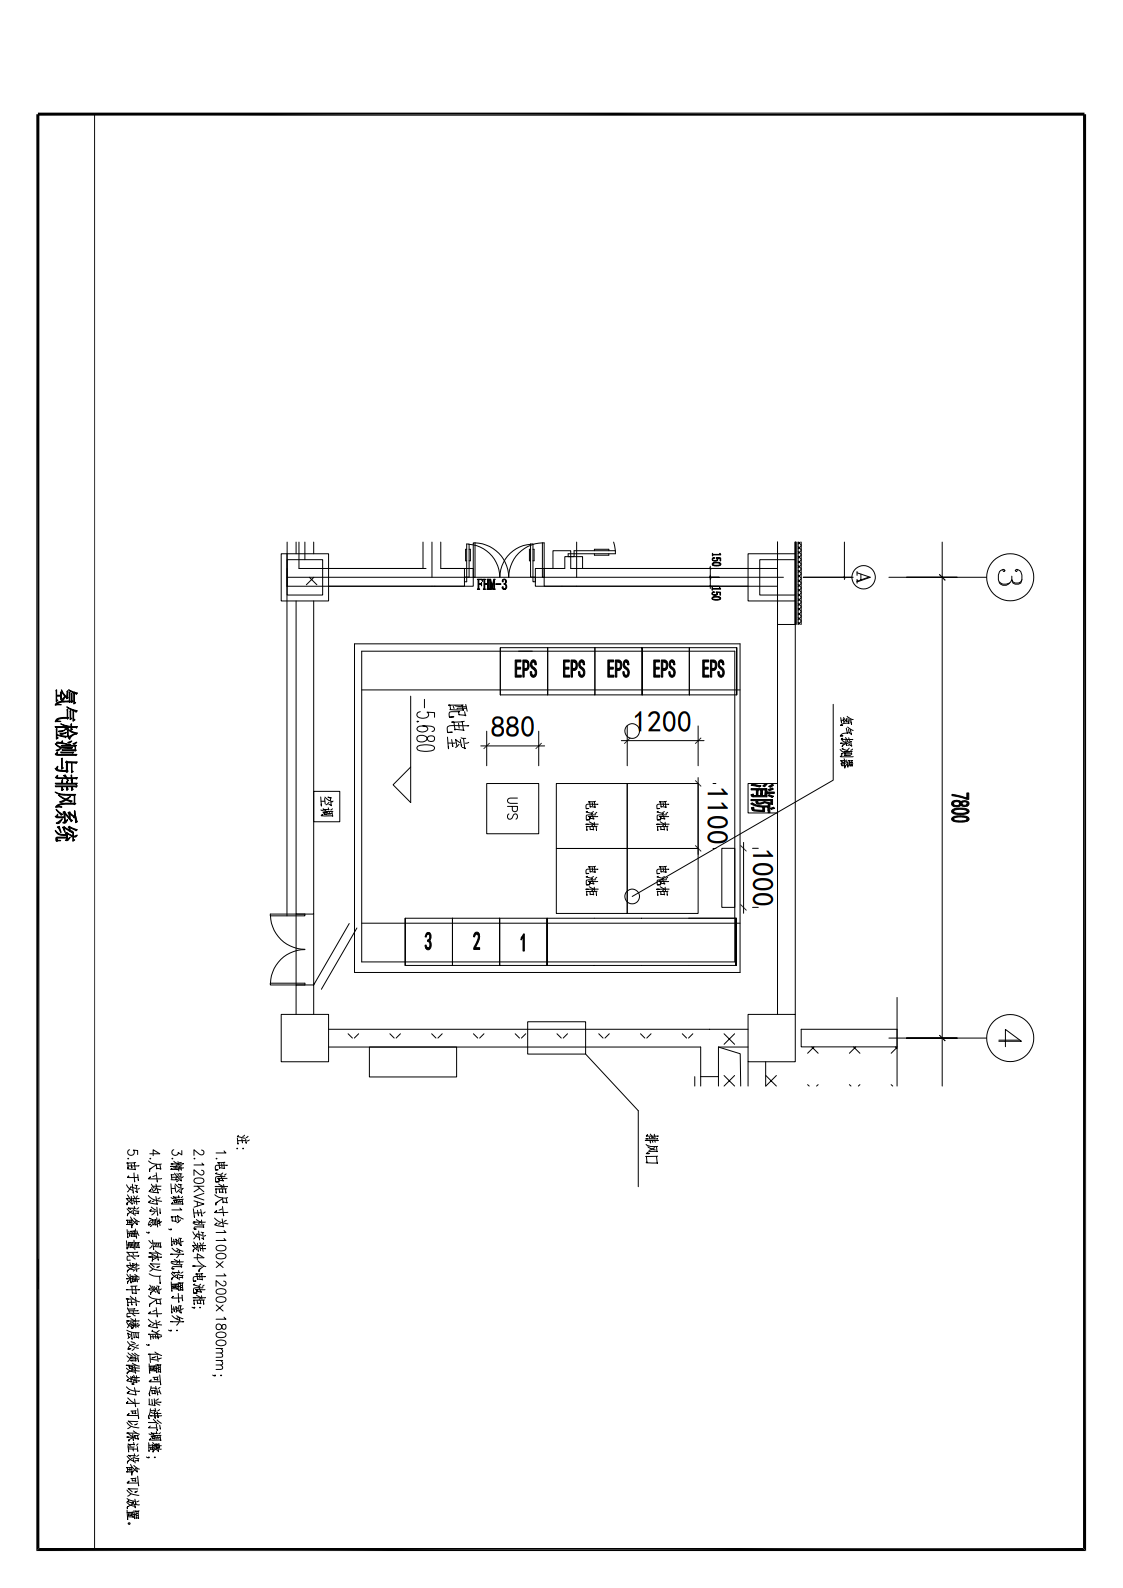 3
4
7800
A
150
150
氢气探测器
消防
1000
1100
1200
EPS
EPS
EPS
EPS
EPS
电池柜
电池柜
电池柜
电池柜
880
UPS
FHM-3
配电室
-5.680
1
2
3
空调
排风口
注:
1.电池柜尺寸为1100×1200×1800mm;
2.120KVA主机安装4个电池柜;
3.精密空调1台,室外机设置于室外;
4.尺寸均为示意,具体以厂家尺寸为准,位置可适当进行调整;
5.由于安装设备重量比较集中在此楼层必须做势力才可以保证设备可以放置。
氢气检测与排风系统